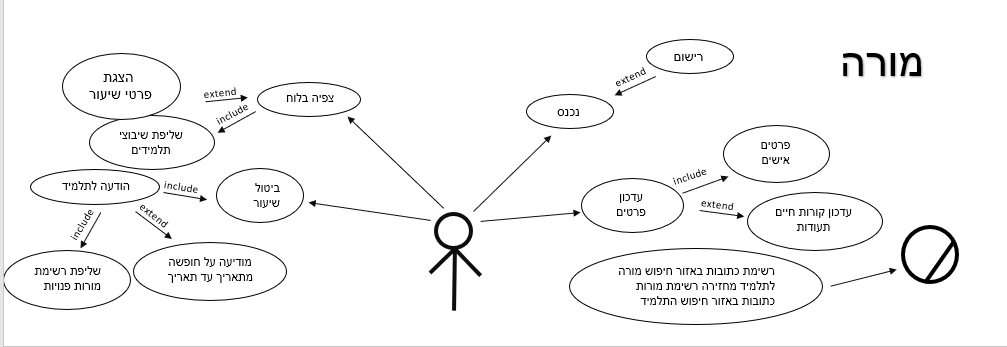 מורה
רישום
extend
נכנס
הצגת
פרטי שיעור
extend
צפיה בלוח
include
שליפת שיבוצי
תלמידים
פרטים
אישים
include
עדכון
פרטים
extend
עדכון קורות חיים
תעודות
הודעה לתלמיד
include
ביטול
שיעור
include
extend
שליפת רשימת
מורות פנויות
מודיעה על חופשה
מתאריך עד תאריך
רשימת כתובות באזור חיפוש מורה
לתלמיד מחזירה רשימת מורות
כתובות באזור חיפוש התלמיד